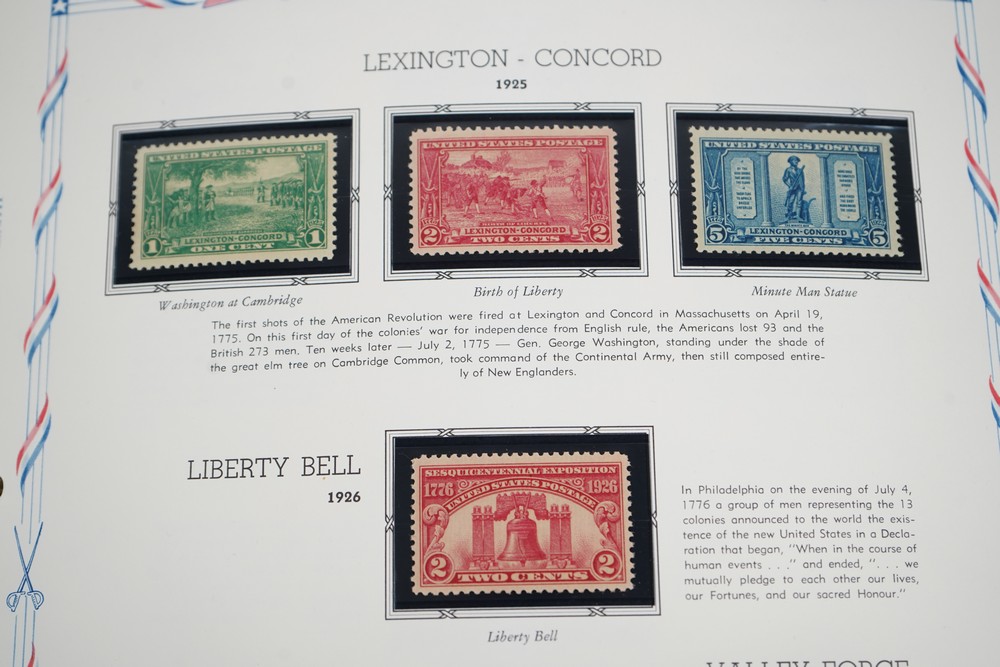 LEXINGTON - CONCORD
1925
UNITED STATES POSTAGE
LEXINGTON-CONCORD
1 ONE CENT 1
Washington at Cambridge
UNITED STATES POSTAGE
BIRTH OF LIBERTY
LEXINGTON-CONCORD
2 TWO CENTS 2
Birth of Liberty
UNITED STATES POSTAGE
LEXINGTON-CONCORD
5 FIVE CENTS 5
Minute Man Statue
The first shots of the American Revolution were fired at Lexington and Concord in Massachusetts on April 19,
1775. On this first day of the colonies' war for independence from English rule, the Americans lost 93 and the
British 273 men. Ten weeks later — July 2, 1775 — Gen. George Washington, standing under the shade of
the great elm tree on Cambridge Common, took command of the Continental Army, then still composed entire-
ly of New Englanders.
LIBERTY BELL
1926
SESQUICENTENNIAL EXPOSITION
1776 UNITED STATES POSTAGE 1926
2 TWO CENTS 2
Liberty Bell
In Philadelphia on the evening of July 4,
1776 a group of men representing the 13
colonies announced to the world the exis-
tence of the new United States in a Decla-
ration that began, "When in the course of
human events . . ." and ended, ". . . we
mutually pledge to each other our lives,
our Fortunes, and our sacred Honour."
VALLEY FORGE